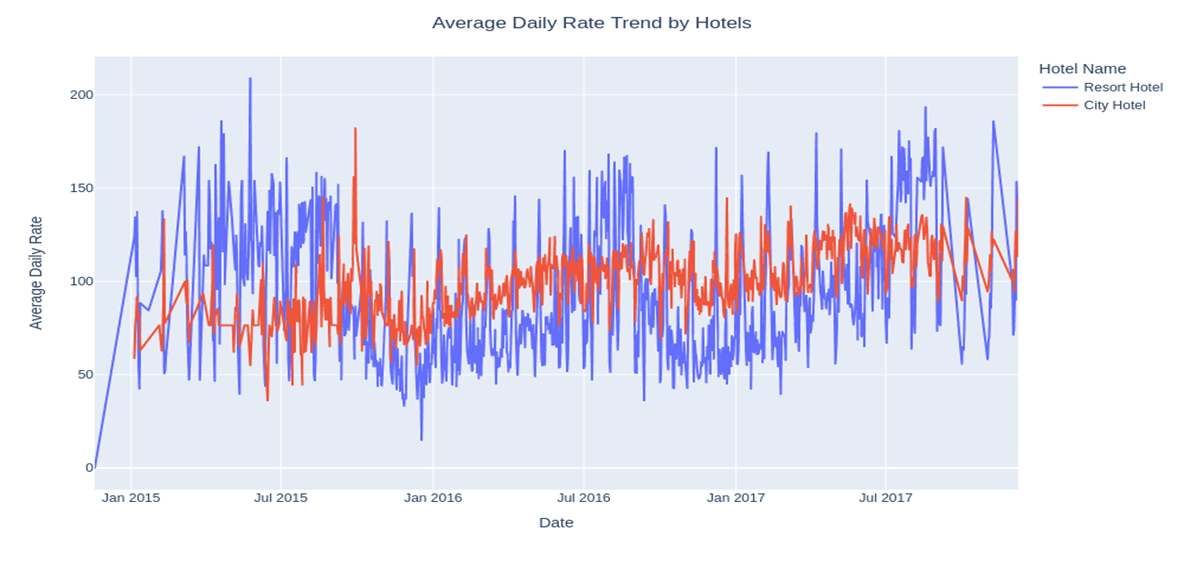 Average Daily Rate Trend by Hotels
Hotel Name
Resort Hotel
City Hotel
Average Daily Rate
200
150
100
50
0
Jan 2015
Jul 2015
Jan 2016
Jul 2016
Jan 2017
Jul 2017
Date